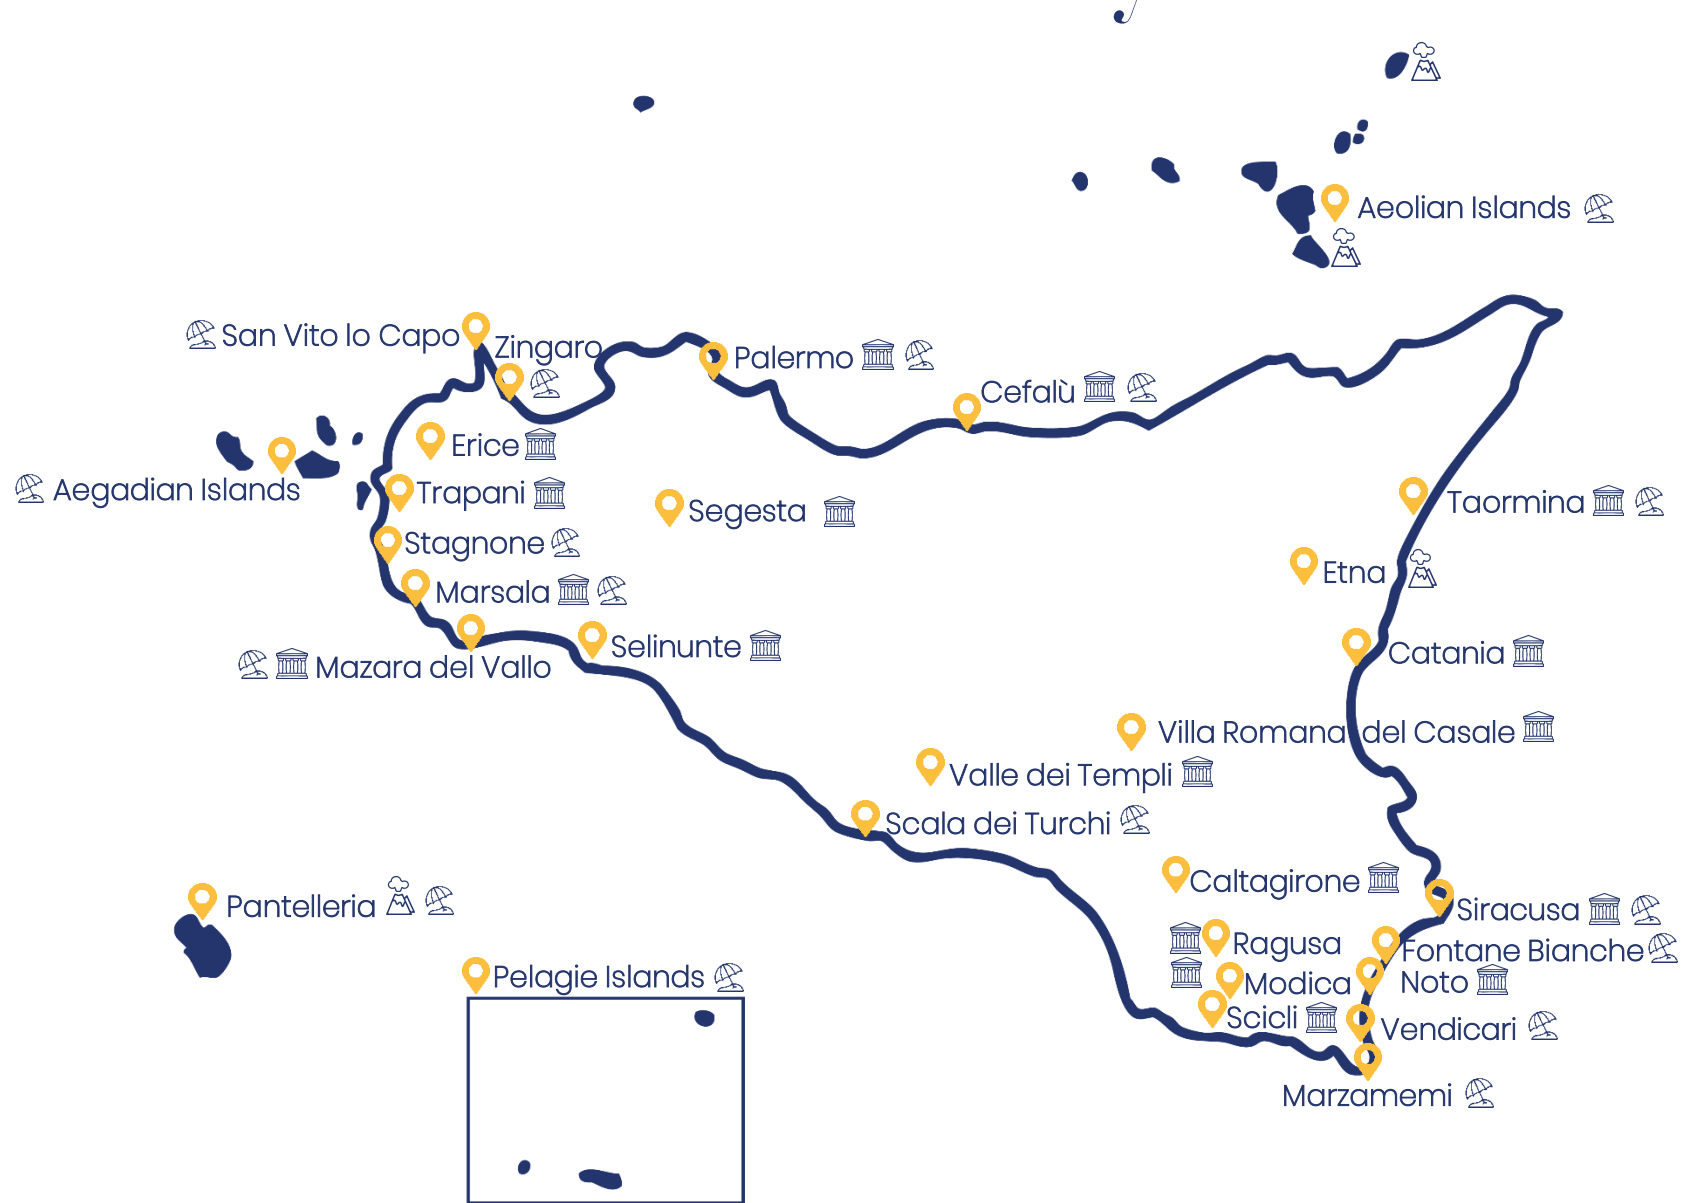 Aeolian Islands
San Vito lo Capo
Zingaro
Palermo
Cefalù
Erice
Aegadian Islands
Trapani
Segesta
Taormina
Stagnone
Etna
Marsala
Selinunte
Catania
Mazara del Vallo
Villa Romana del Casale
Valle dei Templi
Scala dei Turchi
Caltagirone
Pantelleria
Siracusa
Ragusa
Fontane Bianche
Pelagie Islands
Modica
Noto
Scicli
Vendicari
Marzamemi